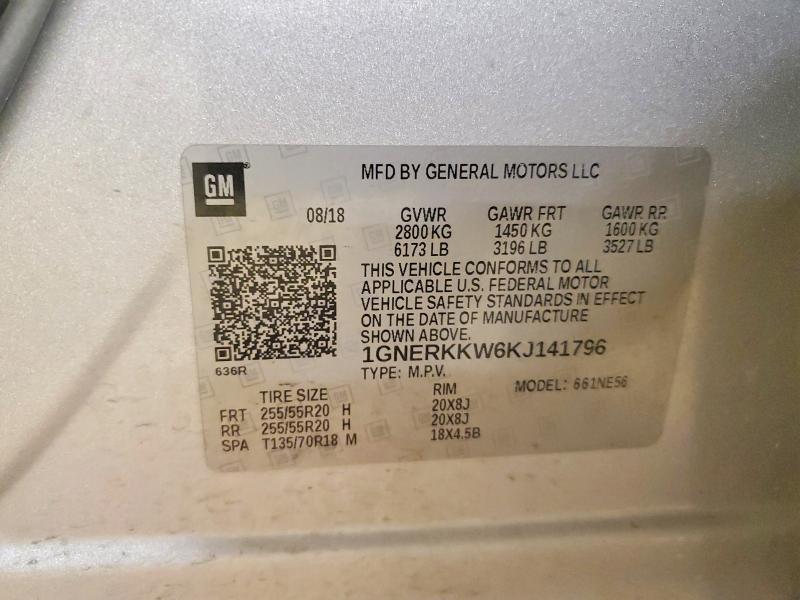 GM
MFD BY GENERAL MOTORS LLC
08/18 GVWR GAWR FRT GAWR RR
2800 KG 1450 KG 1600 KG
6173 LB 3196 LB 3527 LB
THIS VEHICLE CONFORMS TO ALL
APPLICABLE U.S. FEDERAL MOTOR
VEHICLE SAFETY STANDARDS IN EFFECT
ON THE DATE OF MANUFACTURE
SHOWN ABOVE.
1GNERKKW6KJ141796
636R
TYPE: M.P.V. MODEL: 661NE56
TIRE SIZE RIM
FRT 255/55R20 H 20X8J
RR 255/55R20 H 20X8J
SPA T135/70R18 M 18X4.5B